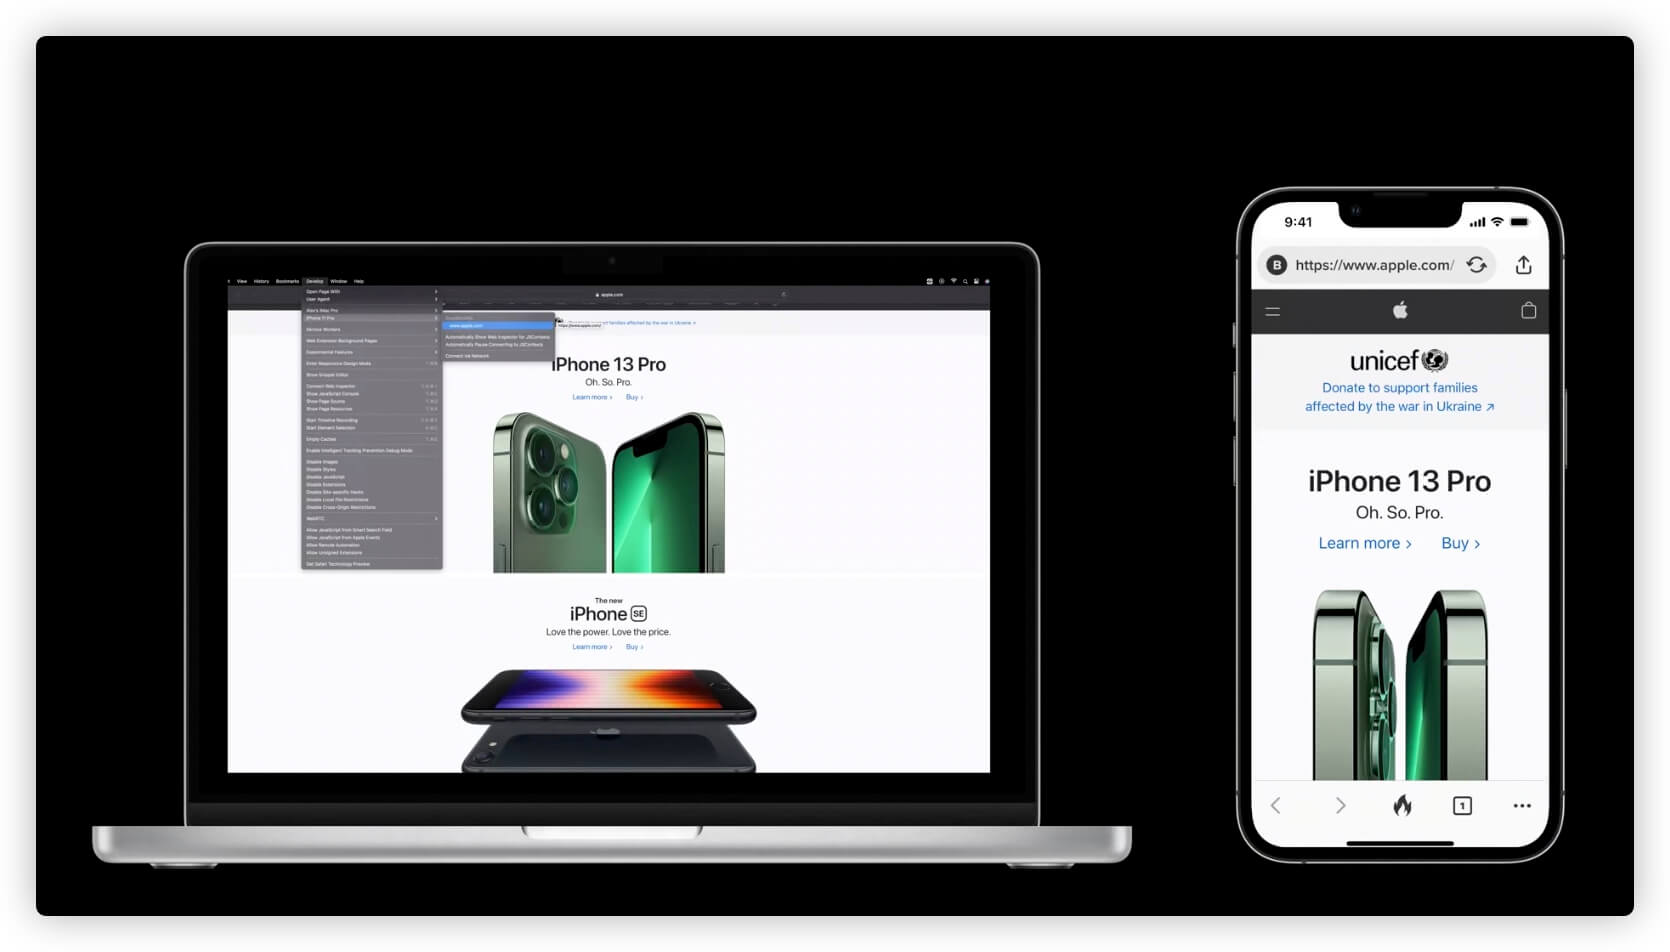 View History Bookmarks Develop Window Help
apple.com
Open Page With
User Agent
Alex's iMac Pro
iPhone 11 Pro
Service Workers
Web Extension Background Pages
Experimental Features
Enter Responsive Design Mode
Show Snippet Editor
Connect Web Inspector
Show JavaScript Console
Show Page Source
Show Page Resources
Start Timeline Recording
Start Element Selection
Empty Caches
Enable Intelligent Tracking Prevention Debug Mode
Disable Images
Disable Styles
Disable JavaScript
Disable Extensions
Disable Site-specific Hacks
Disable Local File Restrictions
Disable Cross-Origin Restrictions
WebRTC
Allow JavaScript from Smart Search Field
Allow JavaScript from Apple Events
Allow Remote Automation
Allow Unsigned Extensions
Get Safari Technology Preview
www.apple.com
https://www.apple.com/
Automatically Show Web Inspector for JSContexts
Automatically Pause Connecting to JSContexts
Connect via Network
families affected by the war in Ukraine ↗
iPhone 13 Pro
Oh. So. Pro.
Learn more > Buy >
The new
iPhone SE
Love the power. Love the price.
Learn more > Buy >
9:41
B https://www.apple.com/
unicef
Donate to support families
affected by the war in Ukraine ↗
iPhone 13 Pro
Oh. So. Pro.
Learn more > Buy >
1